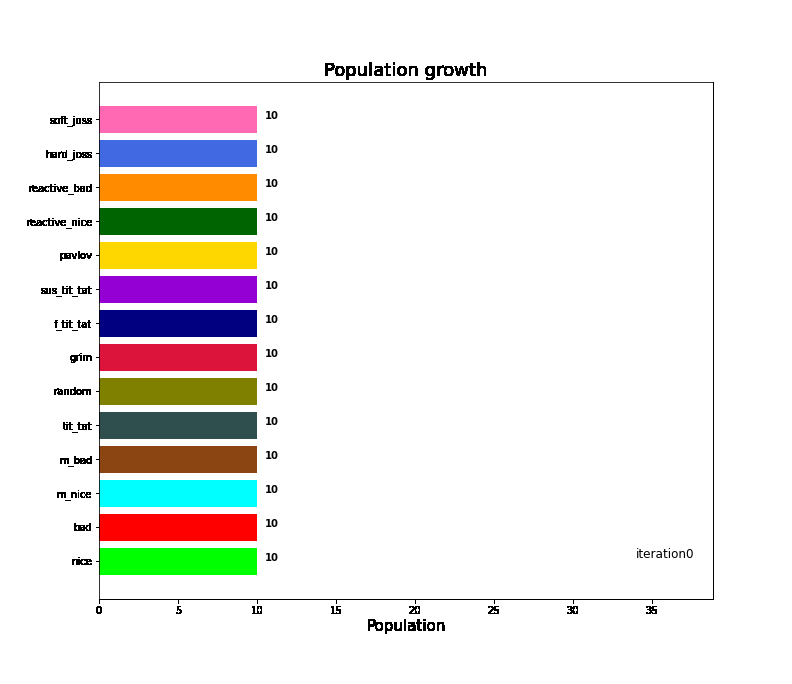 Population growth
soft_joss 10
hard_joss 10
reactive_bad 10
reactive_nice 10
pavlov 10
sus_tit_tat 10
f_tit_tat 10
grim 10
random 10
tit_tat 10
m_bad 10
m_nice 10
bad 10
nice 10
iteration0
0 5 10 15 20 25 30 35
Population